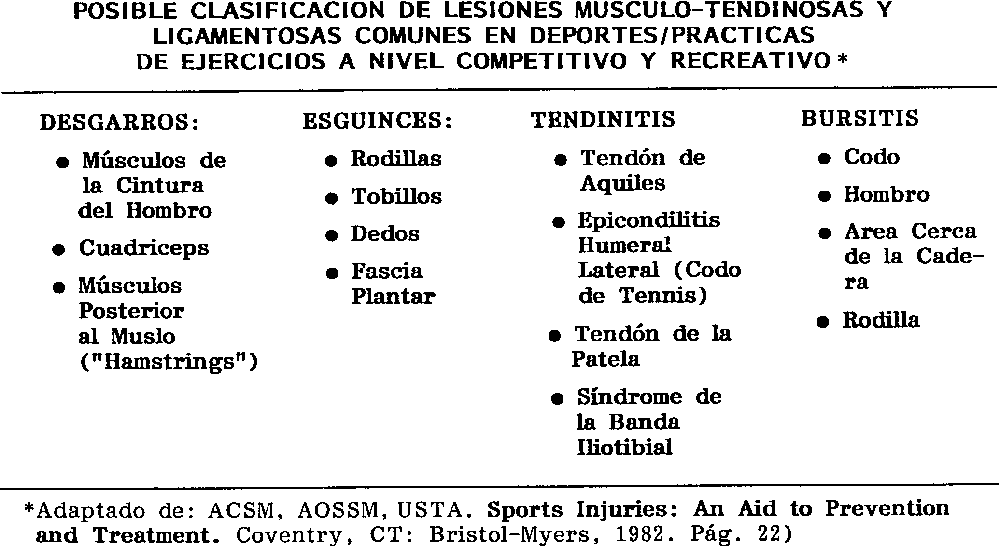 POSIBLE CLASIFICACION DE LESIONES MUSCULO-TENDINOSAS Y
LIGAMENTOSAS COMUNES EN DEPORTES/PRACTICAS
DE EJERCICIOS A NIVEL COMPETITIVO Y RECREATIVO *
DESGARROS:
● Músculos de
la Cintura
del Hombro
● Cuadriceps
● Músculos
Posterior
al Muslo
("Hamstrings")
ESGUINCES:
● Rodillas
● Tobillos
● Dedos
● Fascia
Plantar
TENDINITIS
● Tendón de
Aquiles
● Epicondilitis
Humeral
Lateral (Codo
de Tennis)
● Tendón de la
Patela
● Síndrome de
la Banda
Iliotibial
BURSITIS
● Codo
● Hombro
● Area Cerca
de la Cade-
ra
● Rodilla
*Adaptado de: ACSM, AOSSM, USTA. Sports Injuries: An Aid to Prevention
and Treatment. Coventry, CT: Bristol-Myers, 1982. Pág. 22)